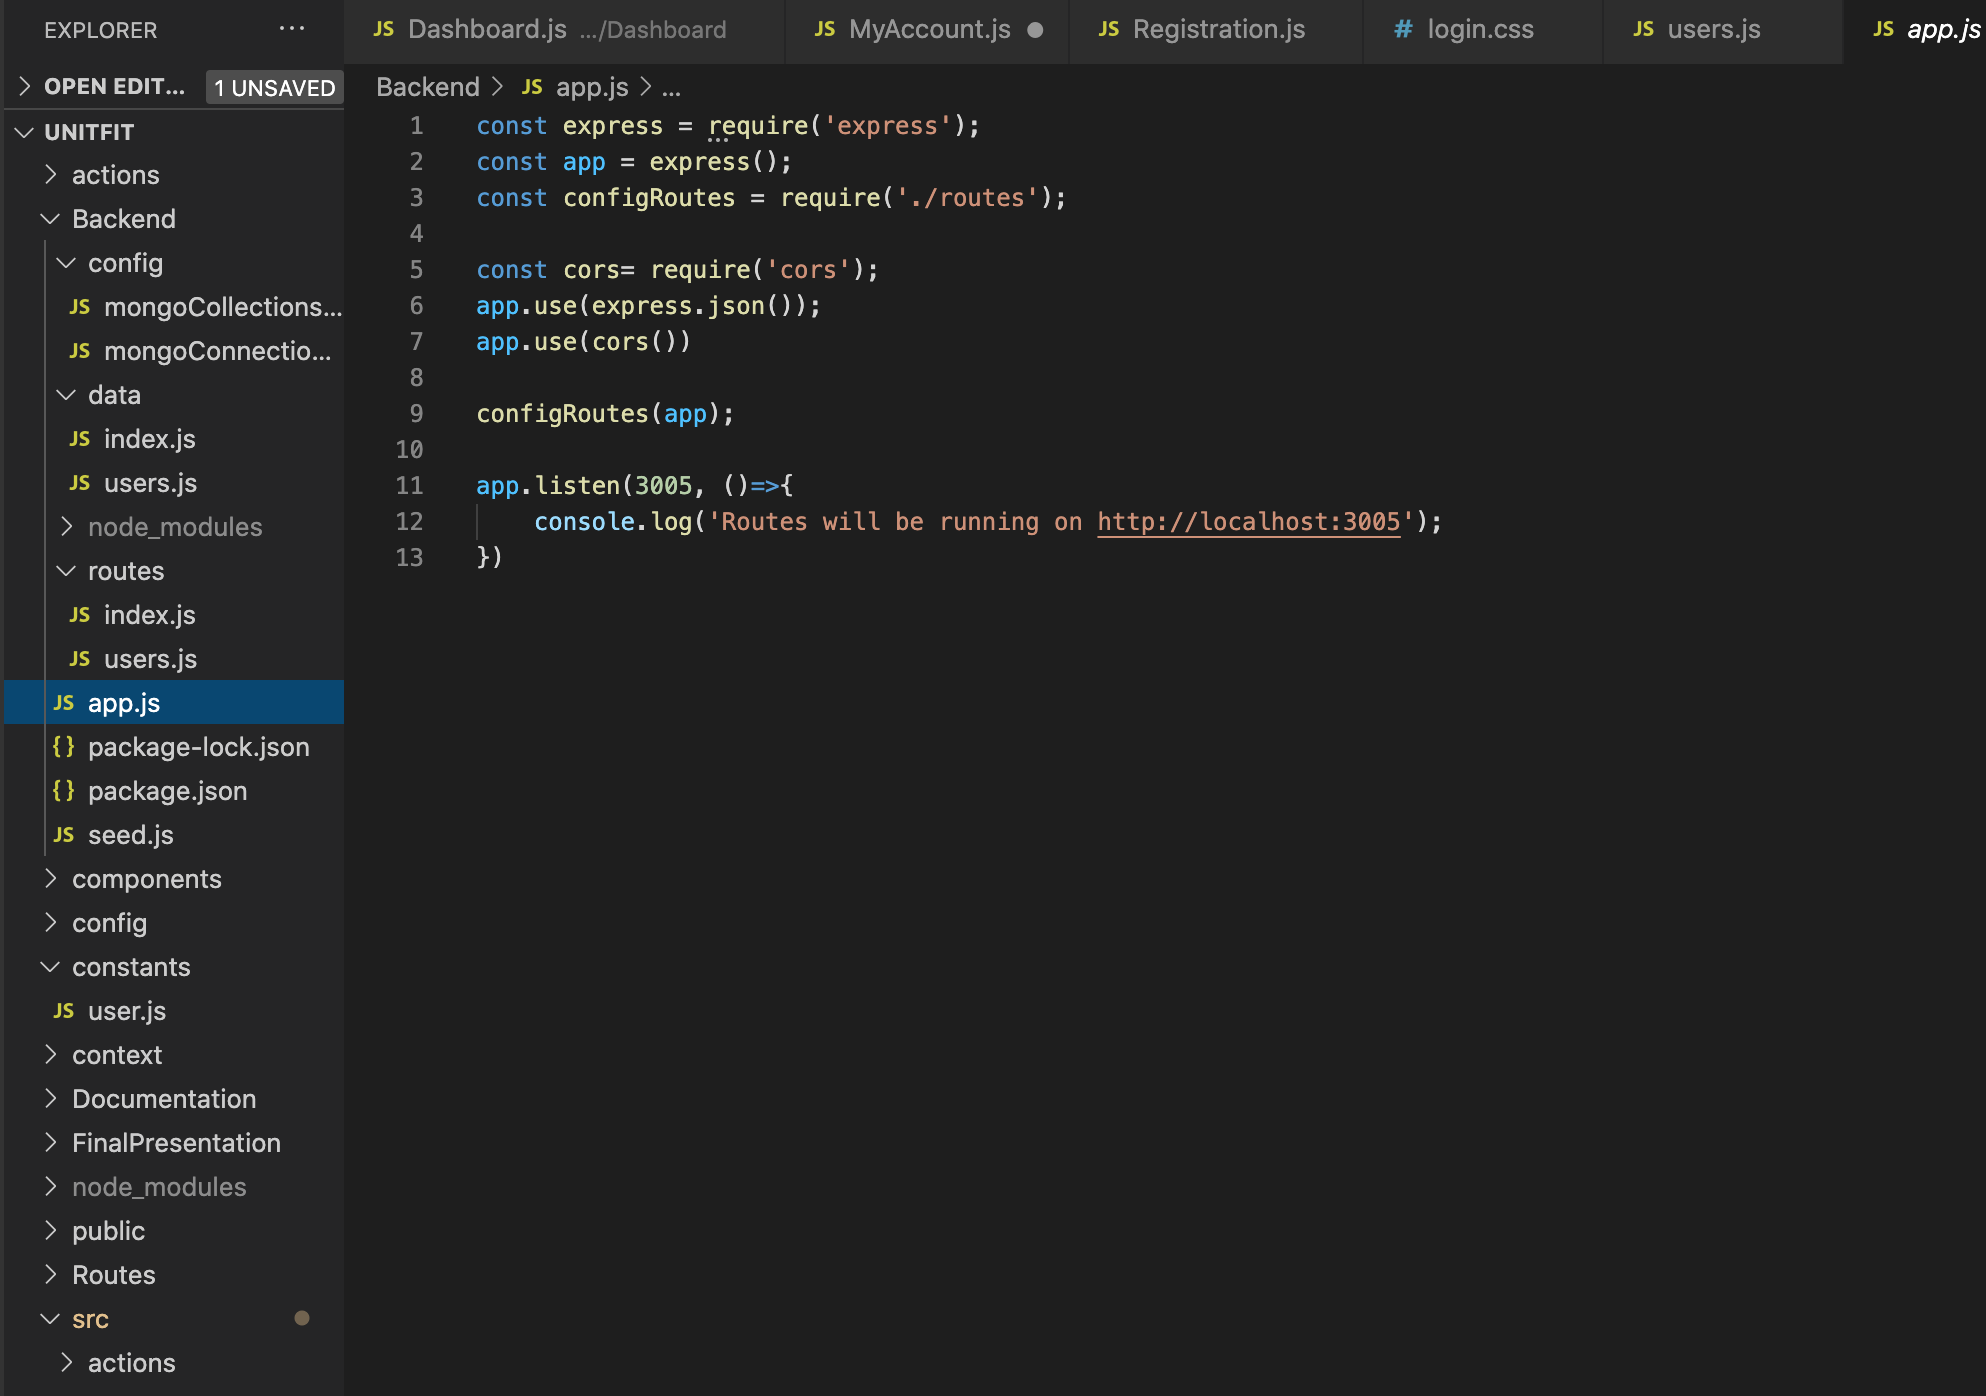 EXPLORER ...
OPEN EDIT... 1 UNSAVED
UNITFIT
actions
Backend
config
JS mongoCollections...
JS mongoConnectio...
data
JS index.js
JS users.js
node_modules
routes
JS index.js
JS users.js
JS app.js
{} package-lock.json
{} package.json
JS seed.js
components
config
constants
JS user.js
context
Documentation
FinalPresentation
node_modules
public
Routes
src
actions
JS Dashboard.js .../Dashboard JS MyAccount.js JS Registration.js # login.css JS users.js JS app.js
Backend > JS app.js > ...
1 const express = require('express');
2 const app = express();
3 const configRoutes = require('./routes');
4
5 const cors= require('cors');
6 app.use(express.json());
7 app.use(cors())
8
9 configRoutes(app);
10
11 app.listen(3005, ()=>{
12     console.log('Routes will be running on http://localhost:3005');
13 })